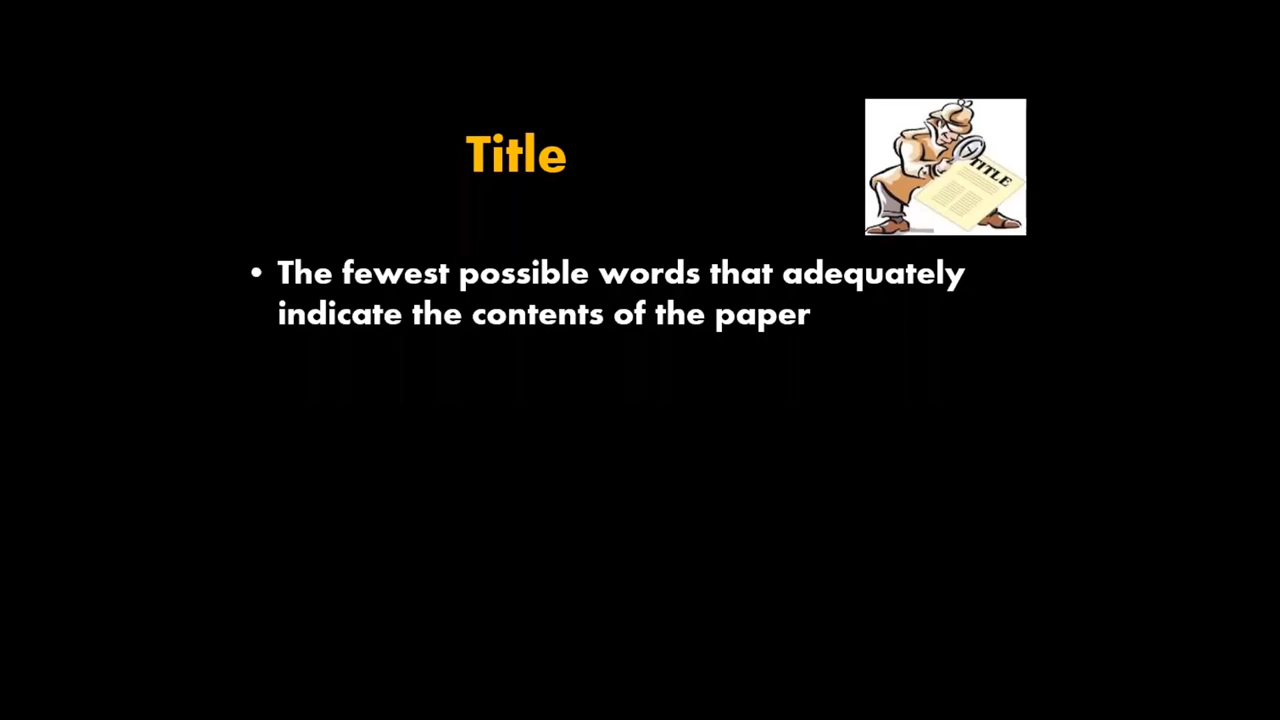 Title
TITLE
• The fewest possible words that adequately
indicate the contents of the paper